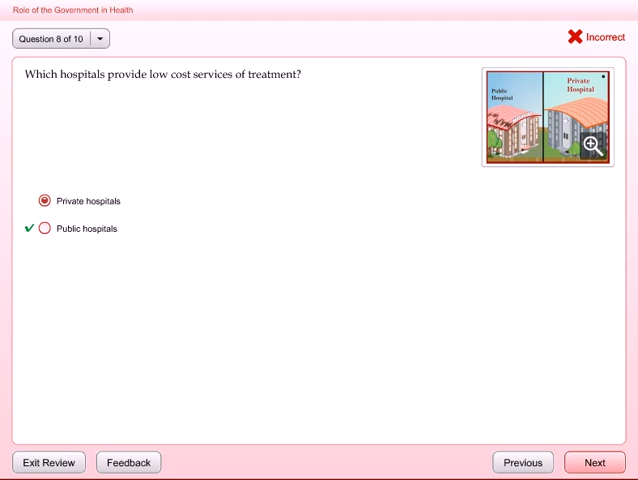 Role of the Government in Health
Question 8 of 10
Incorrect
Which hospitals provide low cost services of treatment?
Public
Hospital
Private
Hospital
Private hospitals
Public hospitals
Exit Review
Feedback
Previous
Next